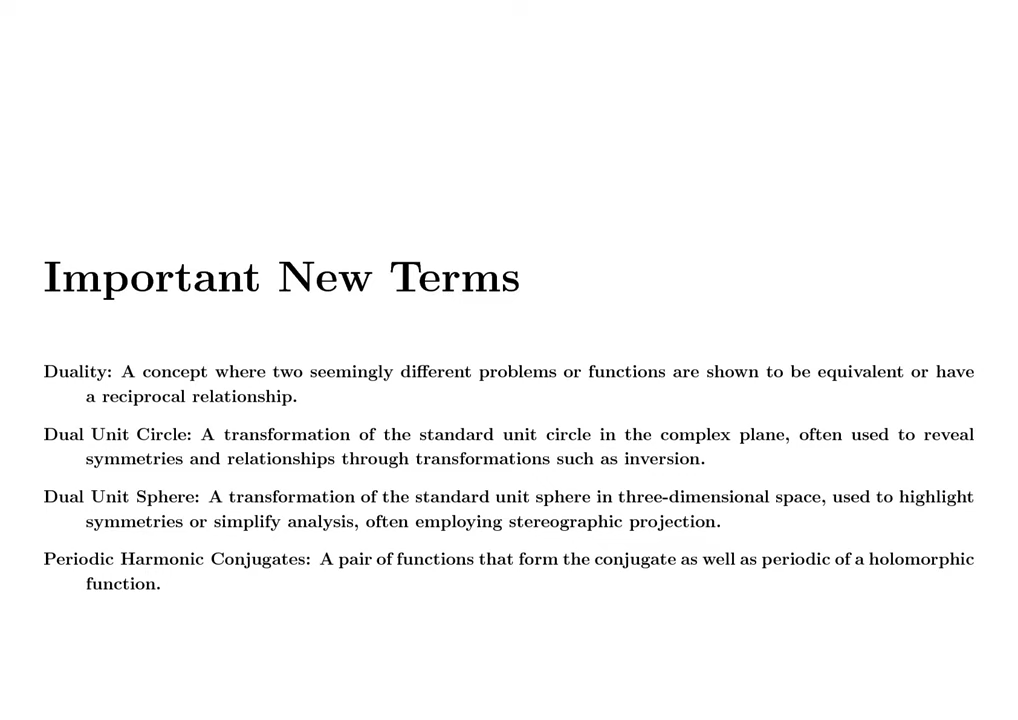 Important New Terms
Duality: A concept where two seemingly different problems or functions are shown to be equivalent or have
a reciprocal relationship.
Dual Unit Circle: A transformation of the standard unit circle in the complex plane, often used to reveal
symmetries and relationships through transformations such as inversion.
Dual Unit Sphere: A transformation of the standard unit sphere in three-dimensional space, used to highlight
symmetries or simplify analysis, often employing stereographic projection.
Periodic Harmonic Conjugates: A pair of functions that form the conjugate as well as periodic of a holomorphic
function.